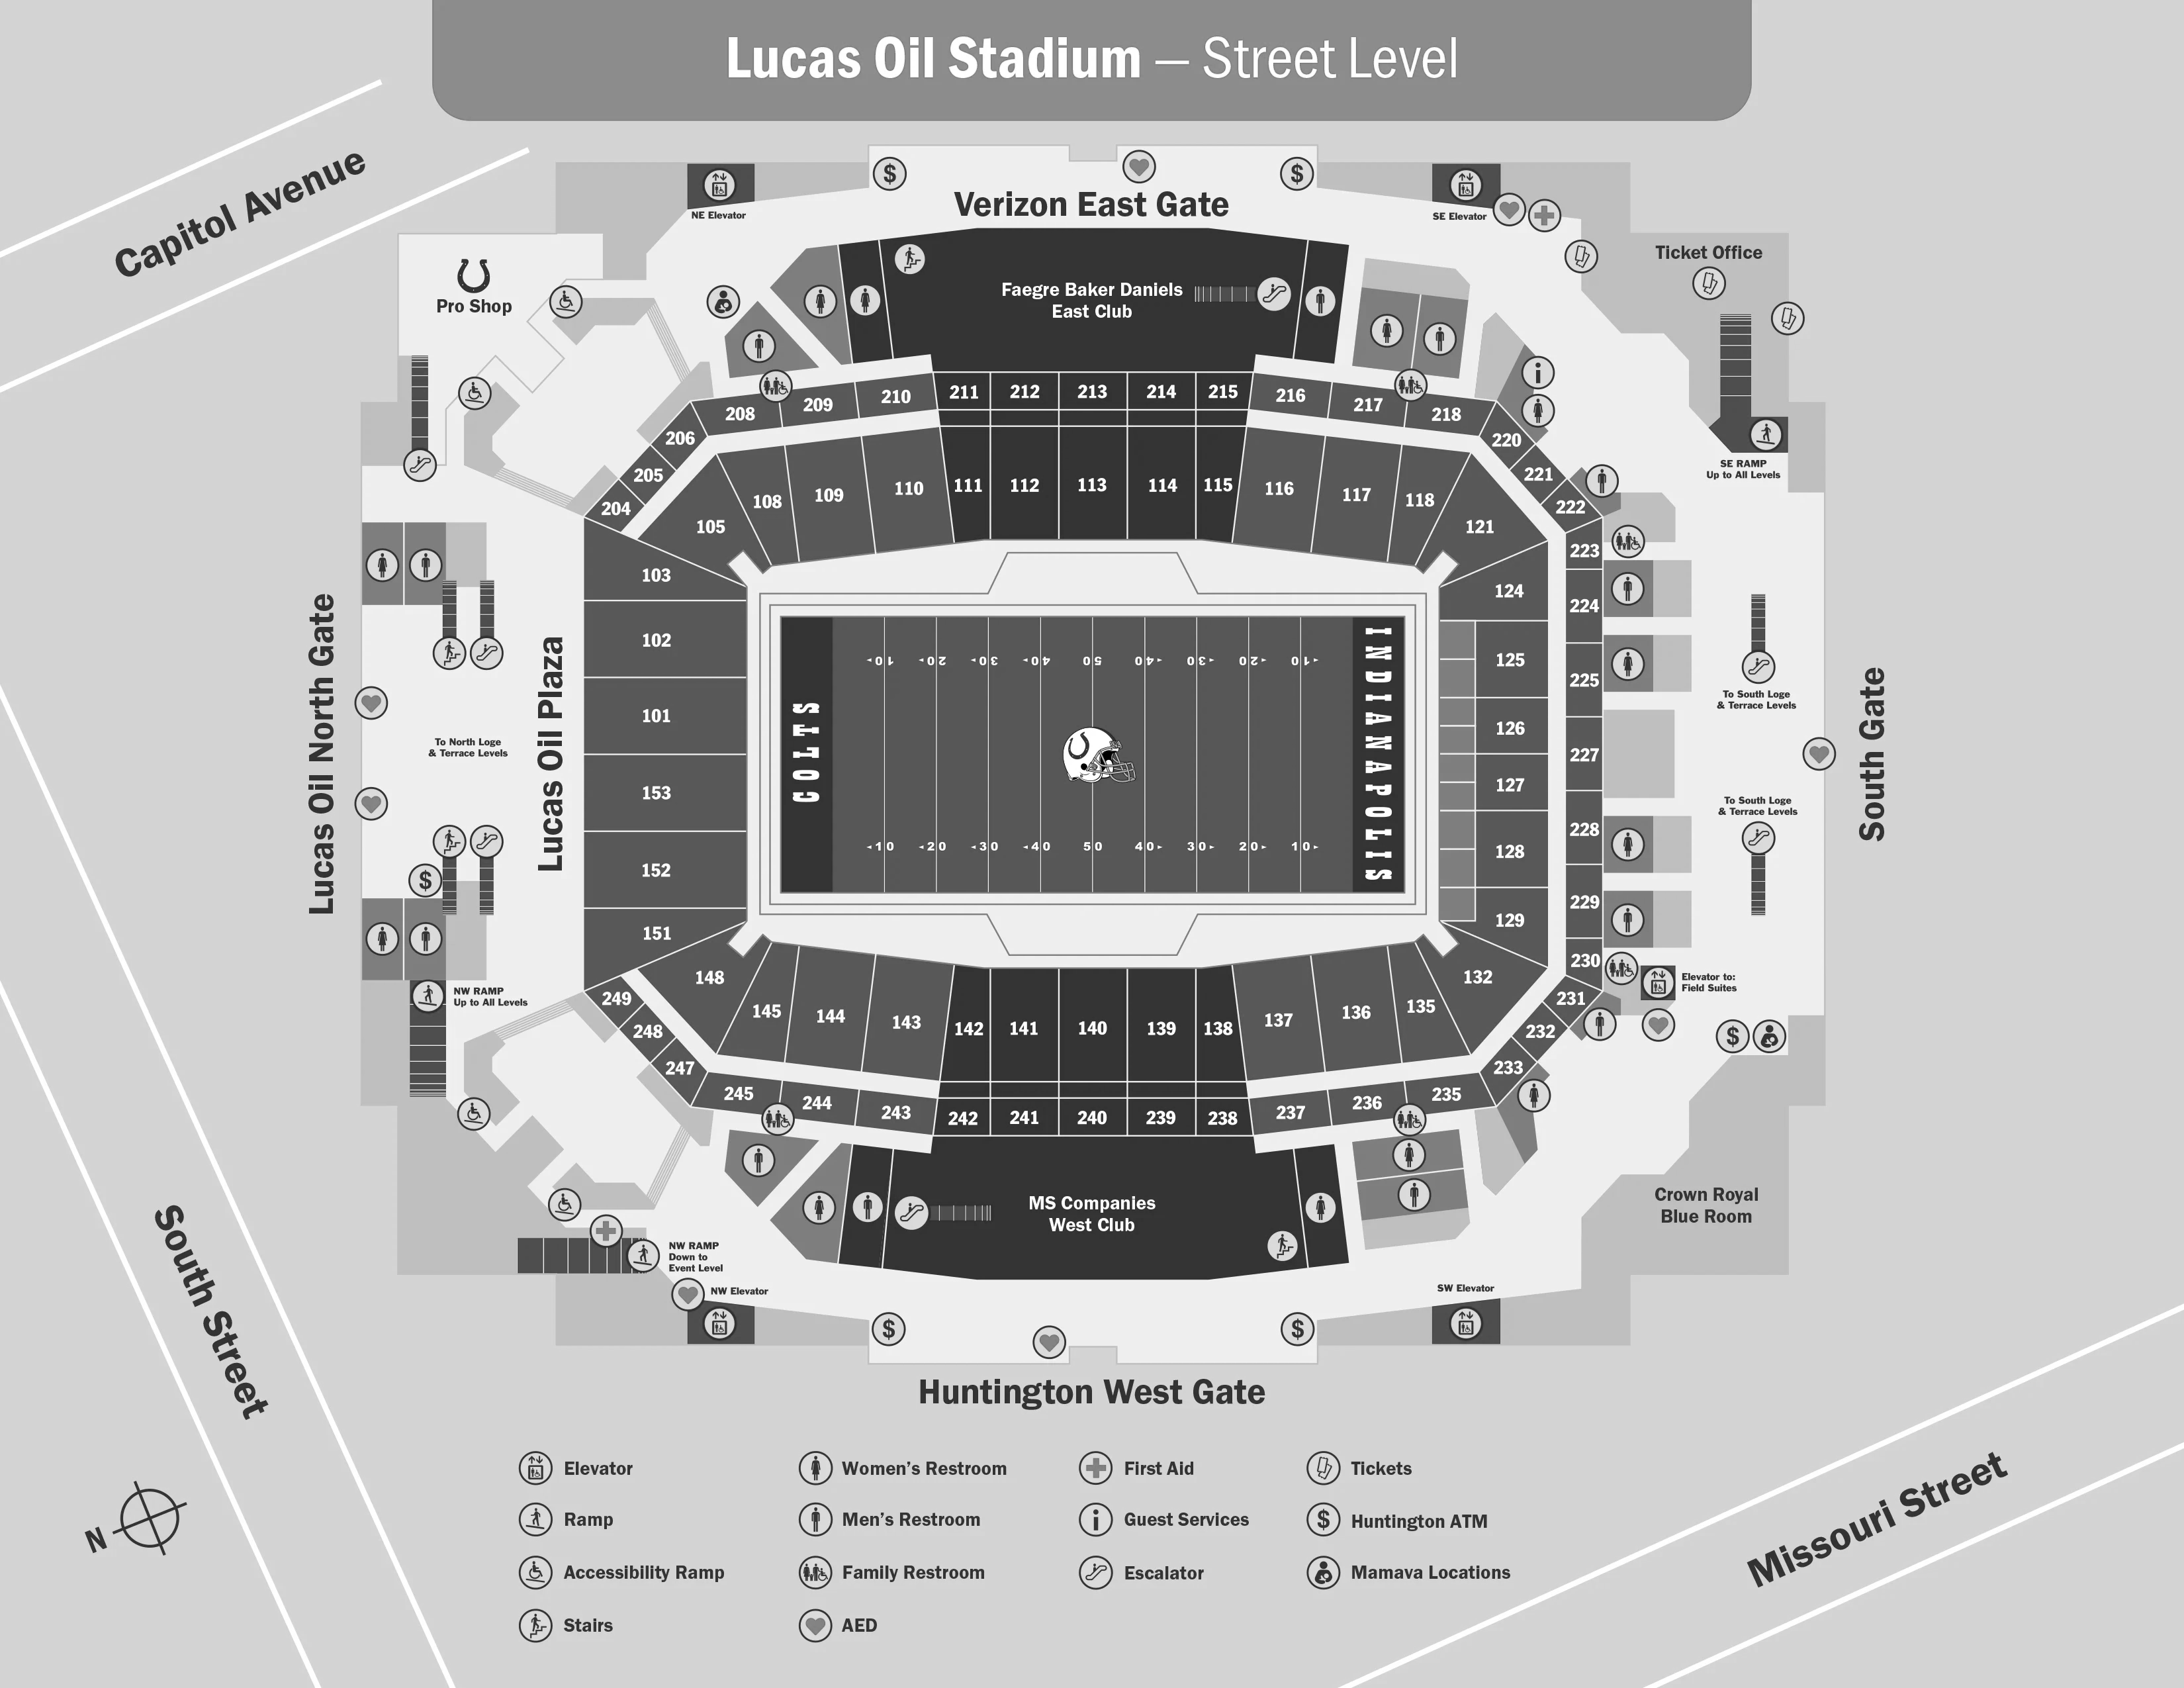 Lucas Oil Stadium — Street Level
Capitol Avenue
Verizon East Gate
NE Elevator
SE Elevator
Ticket Office
Pro Shop
Faegre Baker Daniels
East Club
SE RAMP
Up to All Levels
208
209
210
211
212
213
214
215
216
217
218
206
205
204
220
221
222
105
108
109
110
111
112
113
114
115
116
117
118
121
103
102
101
153
152
151
124
125
126
127
128
129
223
224
225
227
228
229
230
Lucas Oil North Gate
Lucas Oil Plaza
To North Loge
& Terrace Levels
COLTS
INDIANAPOLIS
10
20
30
40
50
40
30
20
10
10
20
30
40
50
40
30
20
10
To South Loge
& Terrace Levels
To South Loge
& Terrace Levels
South Gate
Elevator to:
Field Suites
NW RAMP
Up to All Levels
148
145
144
143
142
141
140
139
138
137
136
135
132
249
248
247
231
232
233
245
244
243
242
241
240
239
238
237
236
235
MS Companies
West Club
Crown Royal
Blue Room
NW RAMP
Down to
Event Level
NW Elevator
SW Elevator
Huntington West Gate
South Street
Missouri Street
N
Elevator
Women's Restroom
First Aid
Tickets
Ramp
Men's Restroom
Guest Services
$ Huntington ATM
Accessibility Ramp
Family Restroom
Escalator
Mamava Locations
Stairs
AED